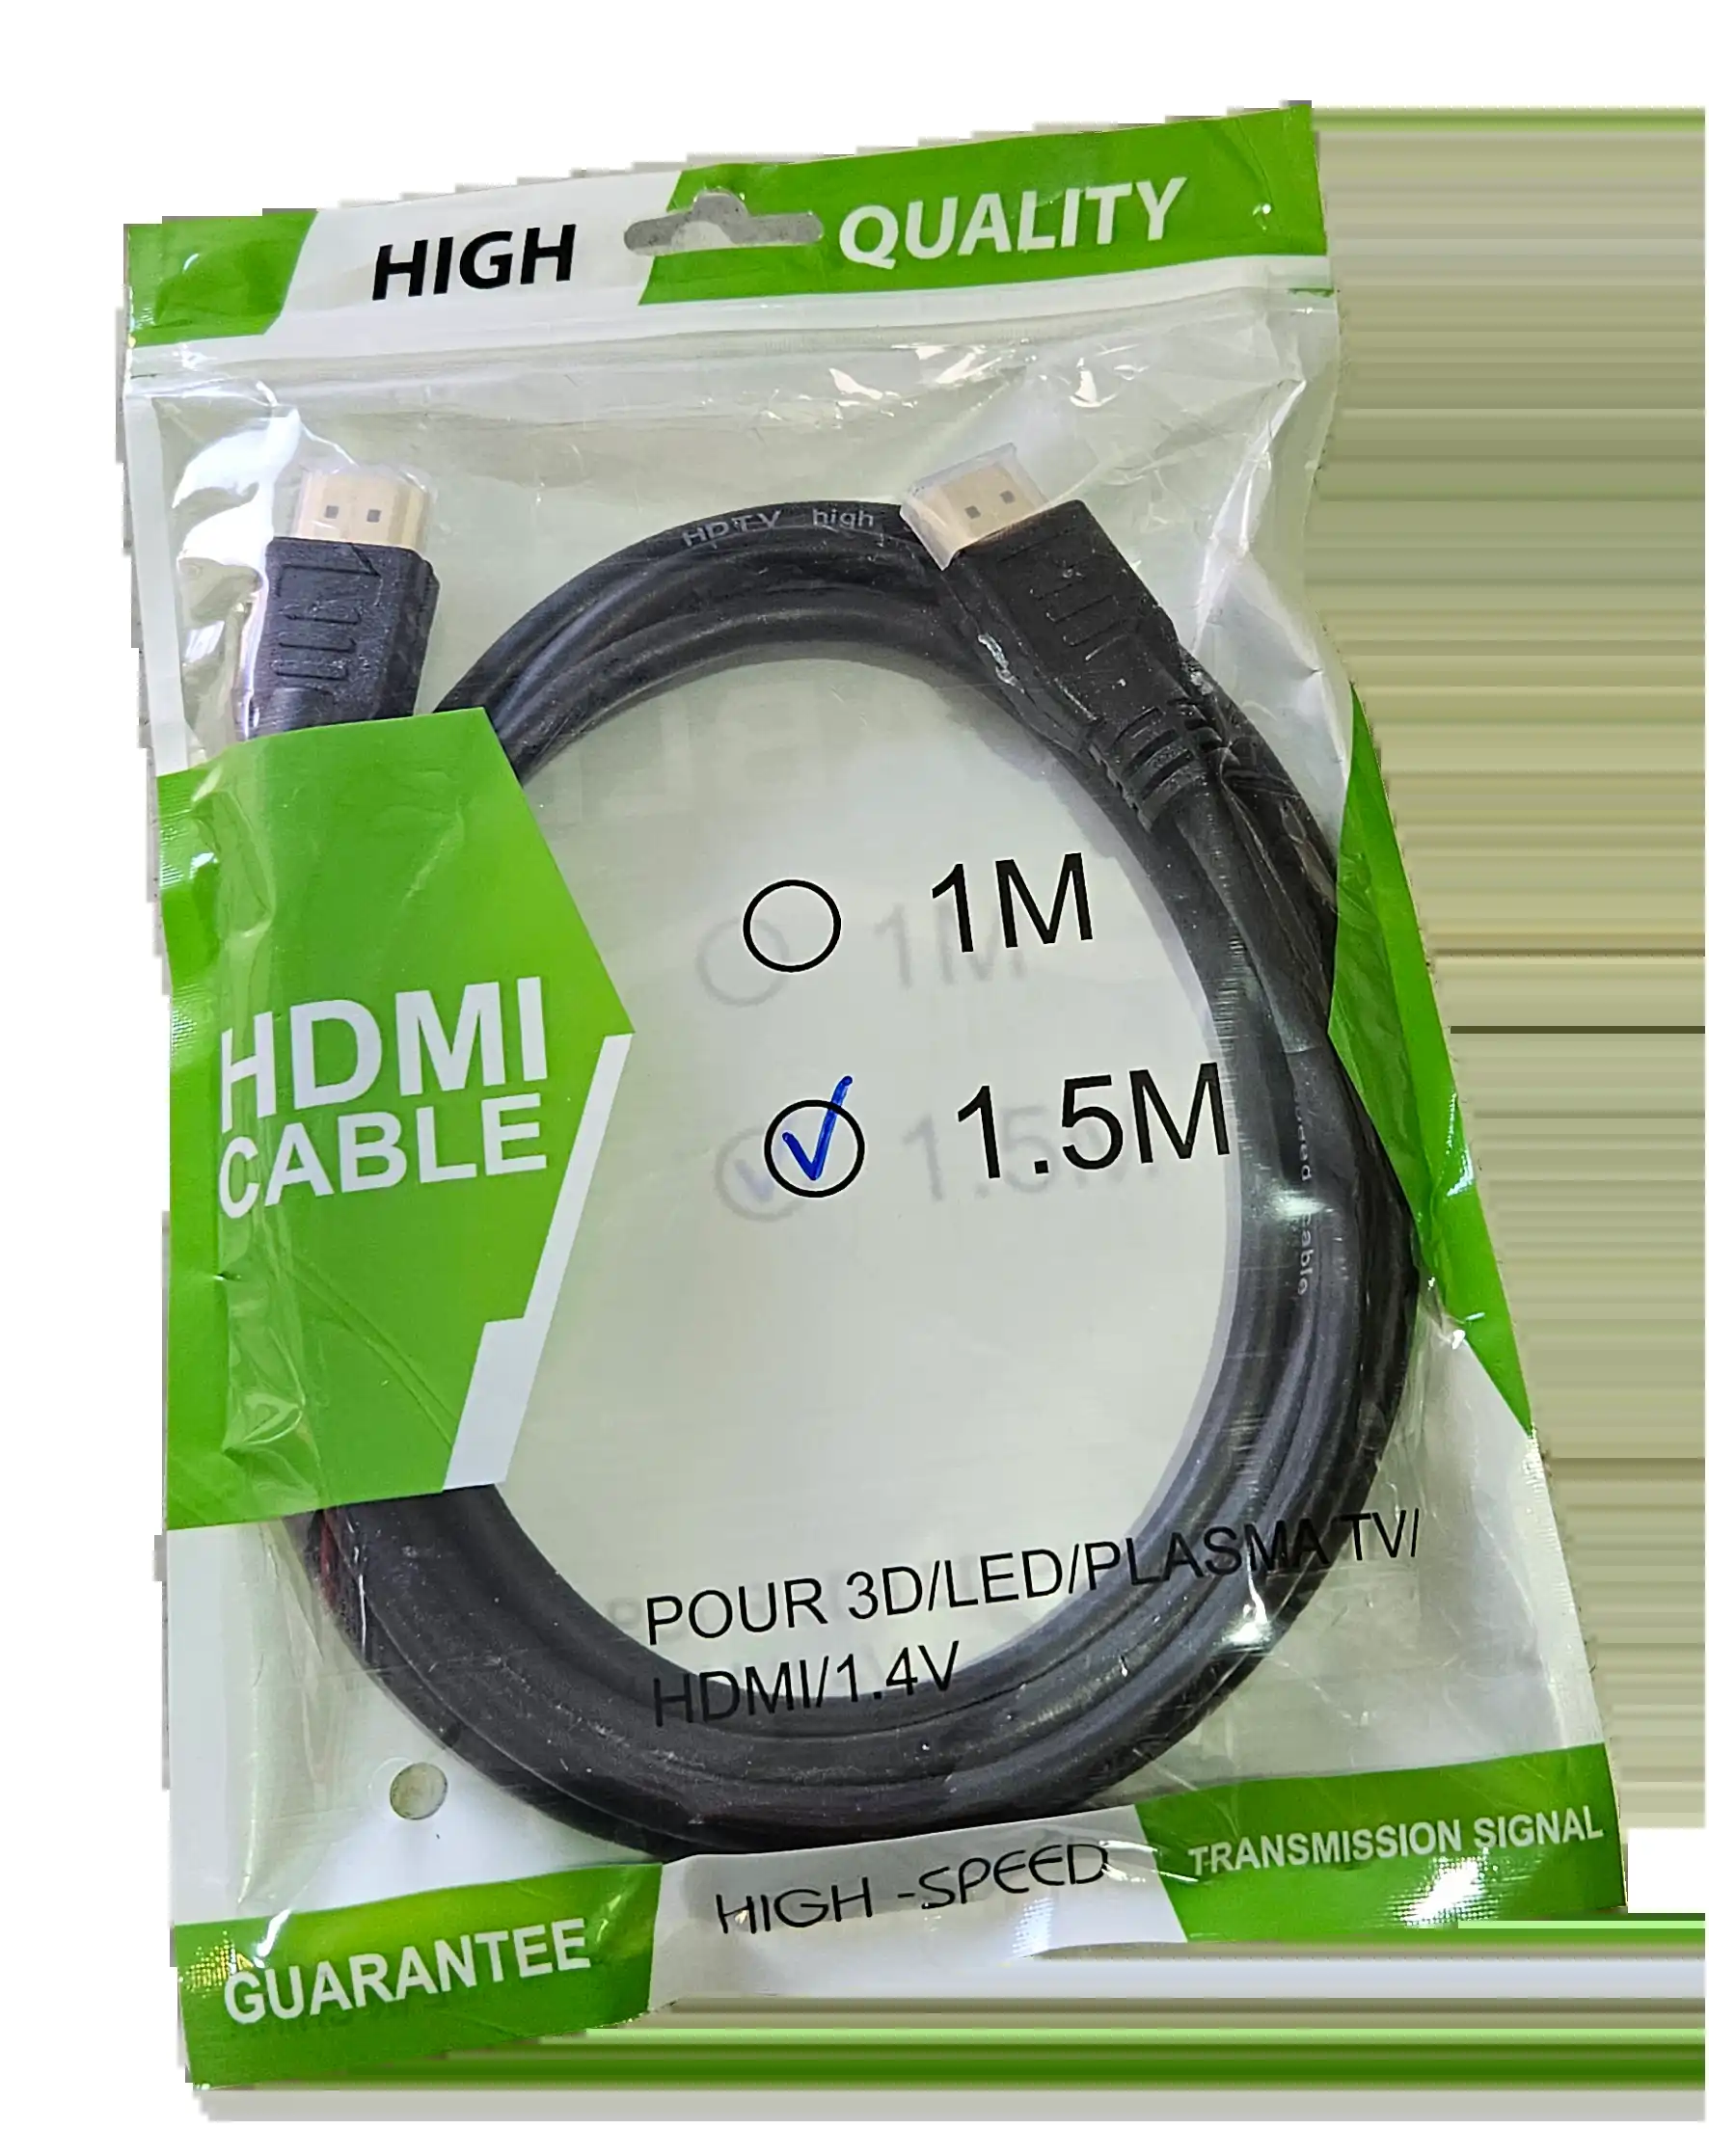 HIGH QUALITY
HDTV high
1M
HDMI
CABLE
1.5M
cable
POUR 3D/LED/PLASMA TV/
HDMI/1.4V
HIGH -SPEED
TRANSMISSION SIGNAL
GUARANTEE